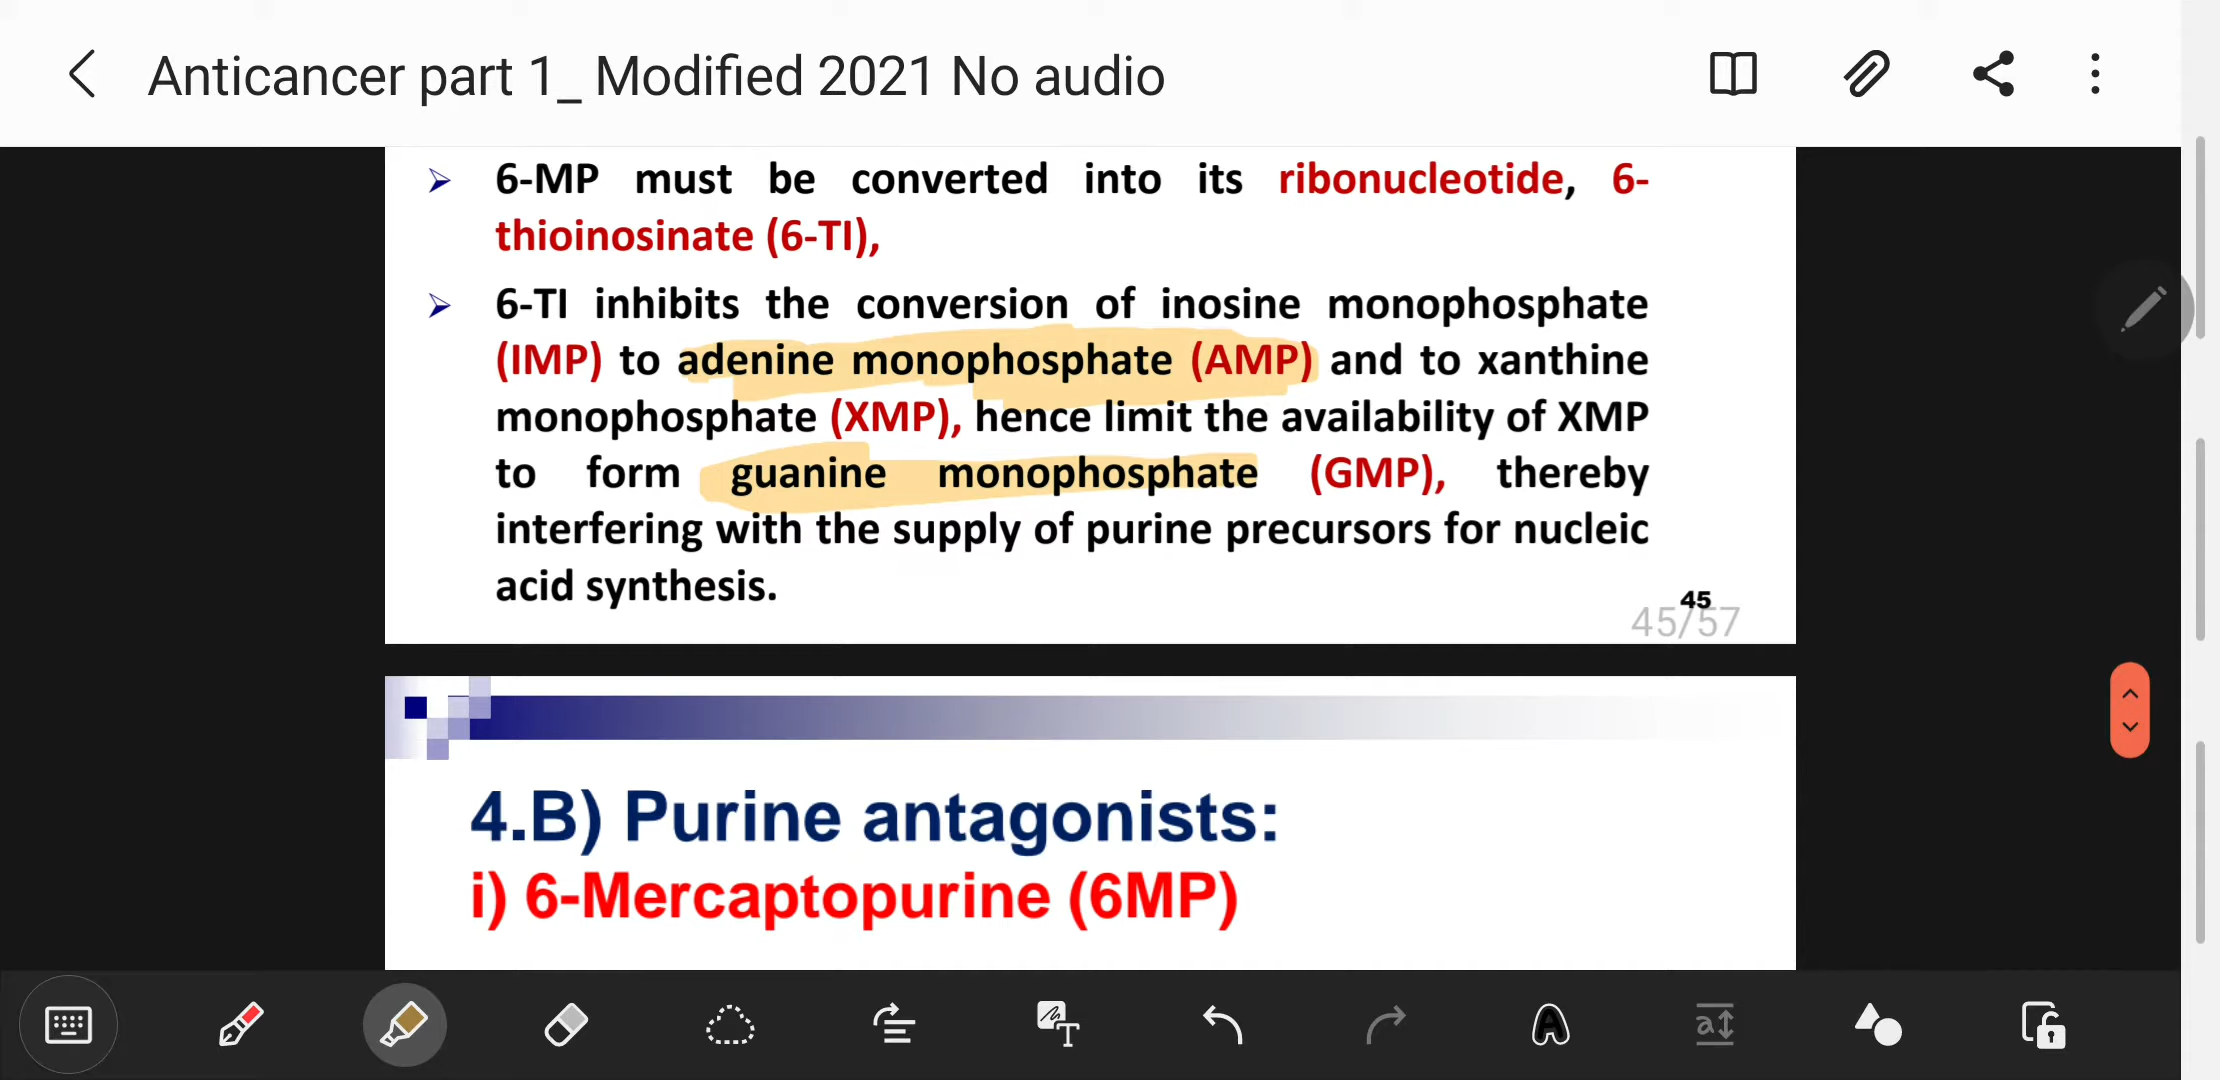 Anticancer part 1_ Modified 2021 No audio
6-MP must be converted into its ribonucleotide, 6-
thioinosinate (6-TI),
6-TI inhibits the conversion of inosine monophosphate
(IMP) to adenine monophosphate (AMP) and to xanthine
monophosphate (XMP), hence limit the availability of XMP
to form guanine monophosphate (GMP), thereby
interfering with the supply of purine precursors for nucleic
acid synthesis.
45
45/57
4.B) Purine antagonists:
i) 6-Mercaptopurine (6MP)
T
A
a